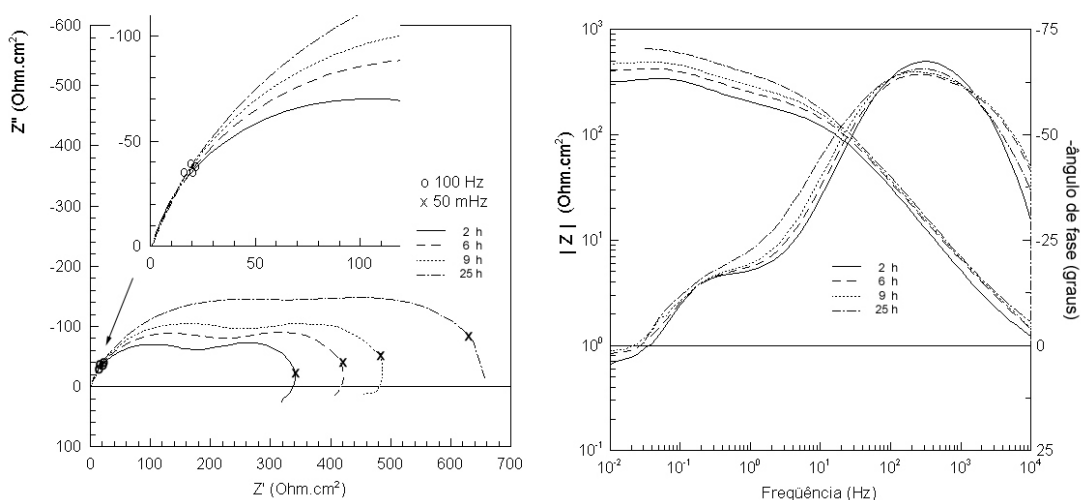 -600
-500
-400
-300
-200
-100
0
100
Z" (Ohm.cm²)
0 100 200 300 400 500 600 700
Z' (Ohm.cm²)
-100
-50
0
0 50 100
o 100 Hz
x 50 mHz
2 h
6 h
9 h
25 h
10³
10²
10¹
10⁰
10⁻¹
| Z | (Ohm.cm²)
10⁻² 10⁻¹ 10⁰ 10¹ 10² 10³ 10⁴
Freqüência (Hz)
2 h
6 h
9 h
25 h
-75
-50
-25
0
25
-ângulo de fase (graus)